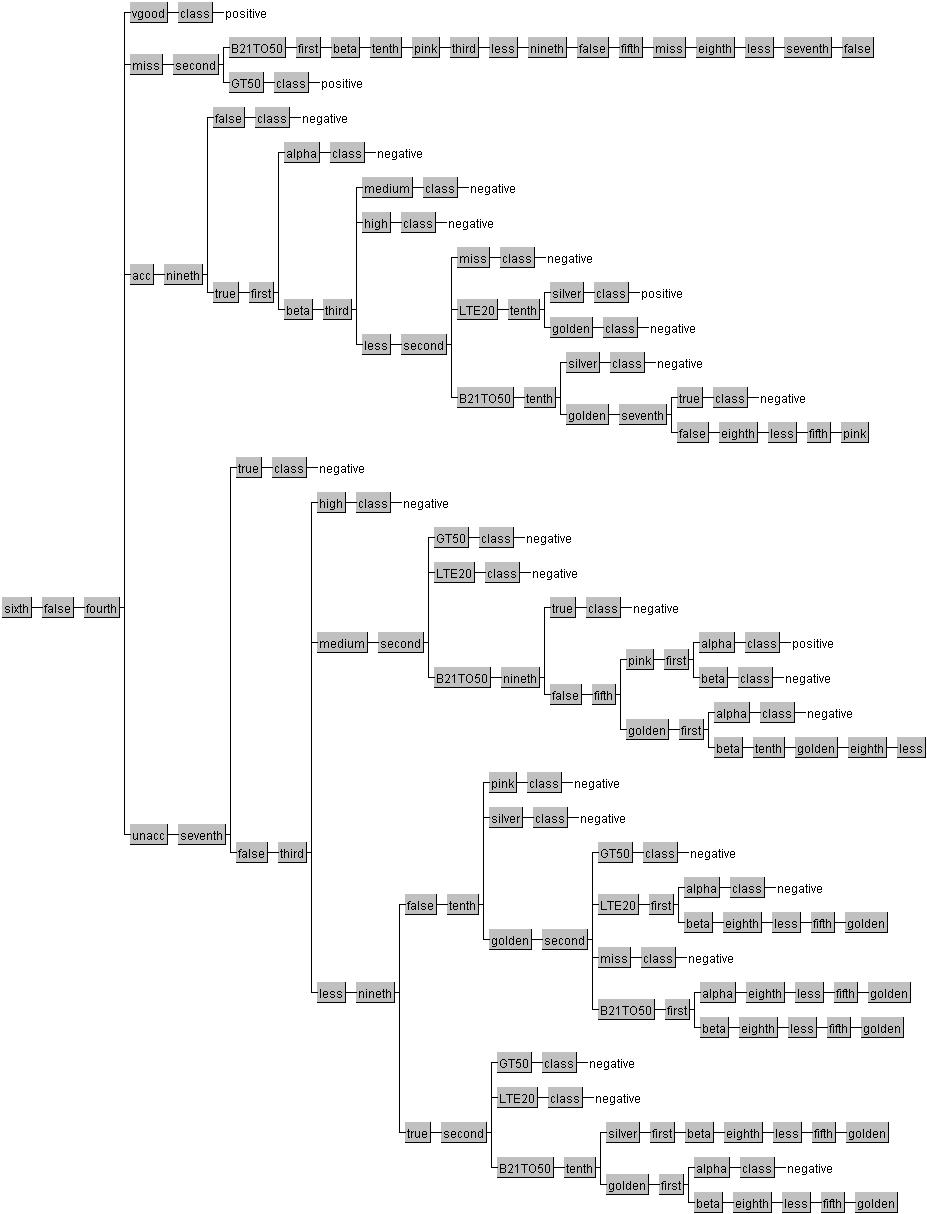 vgood class positive
B21TO50 first beta tenth pink third less nineth false fifth miss eighth less seventh false
miss second
GT50 class positive
false class negative
alpha class negative
medium class negative
high class negative
miss class negative
acc nineth
true first
LTE20 tenth silver class positive
beta third
golden class negative
less second
silver class negative
B21TO50 tenth
true class negative
golden seventh
false eighth less fifth pink
true class negative
high class negative
GT50 class negative
LTE20 class negative
sixth false fourth
true class negative
medium second
alpha class positive
pink first
B21TO50 nineth
beta class negative
false fifth
alpha class negative
golden first
beta tenth golden eighth less
pink class negative
silver class negative
unacc seventh
false third
GT50 class negative
alpha class negative
false tenth
LTE20 first
beta eighth less fifth golden
golden second
miss class negative
less nineth
alpha eighth less fifth golden
B21TO50 first
beta eighth less fifth golden
GT50 class negative
LTE20 class negative
true second
silver first beta eighth less fifth golden
B21TO50 tenth
alpha class negative
golden first
beta eighth less fifth golden